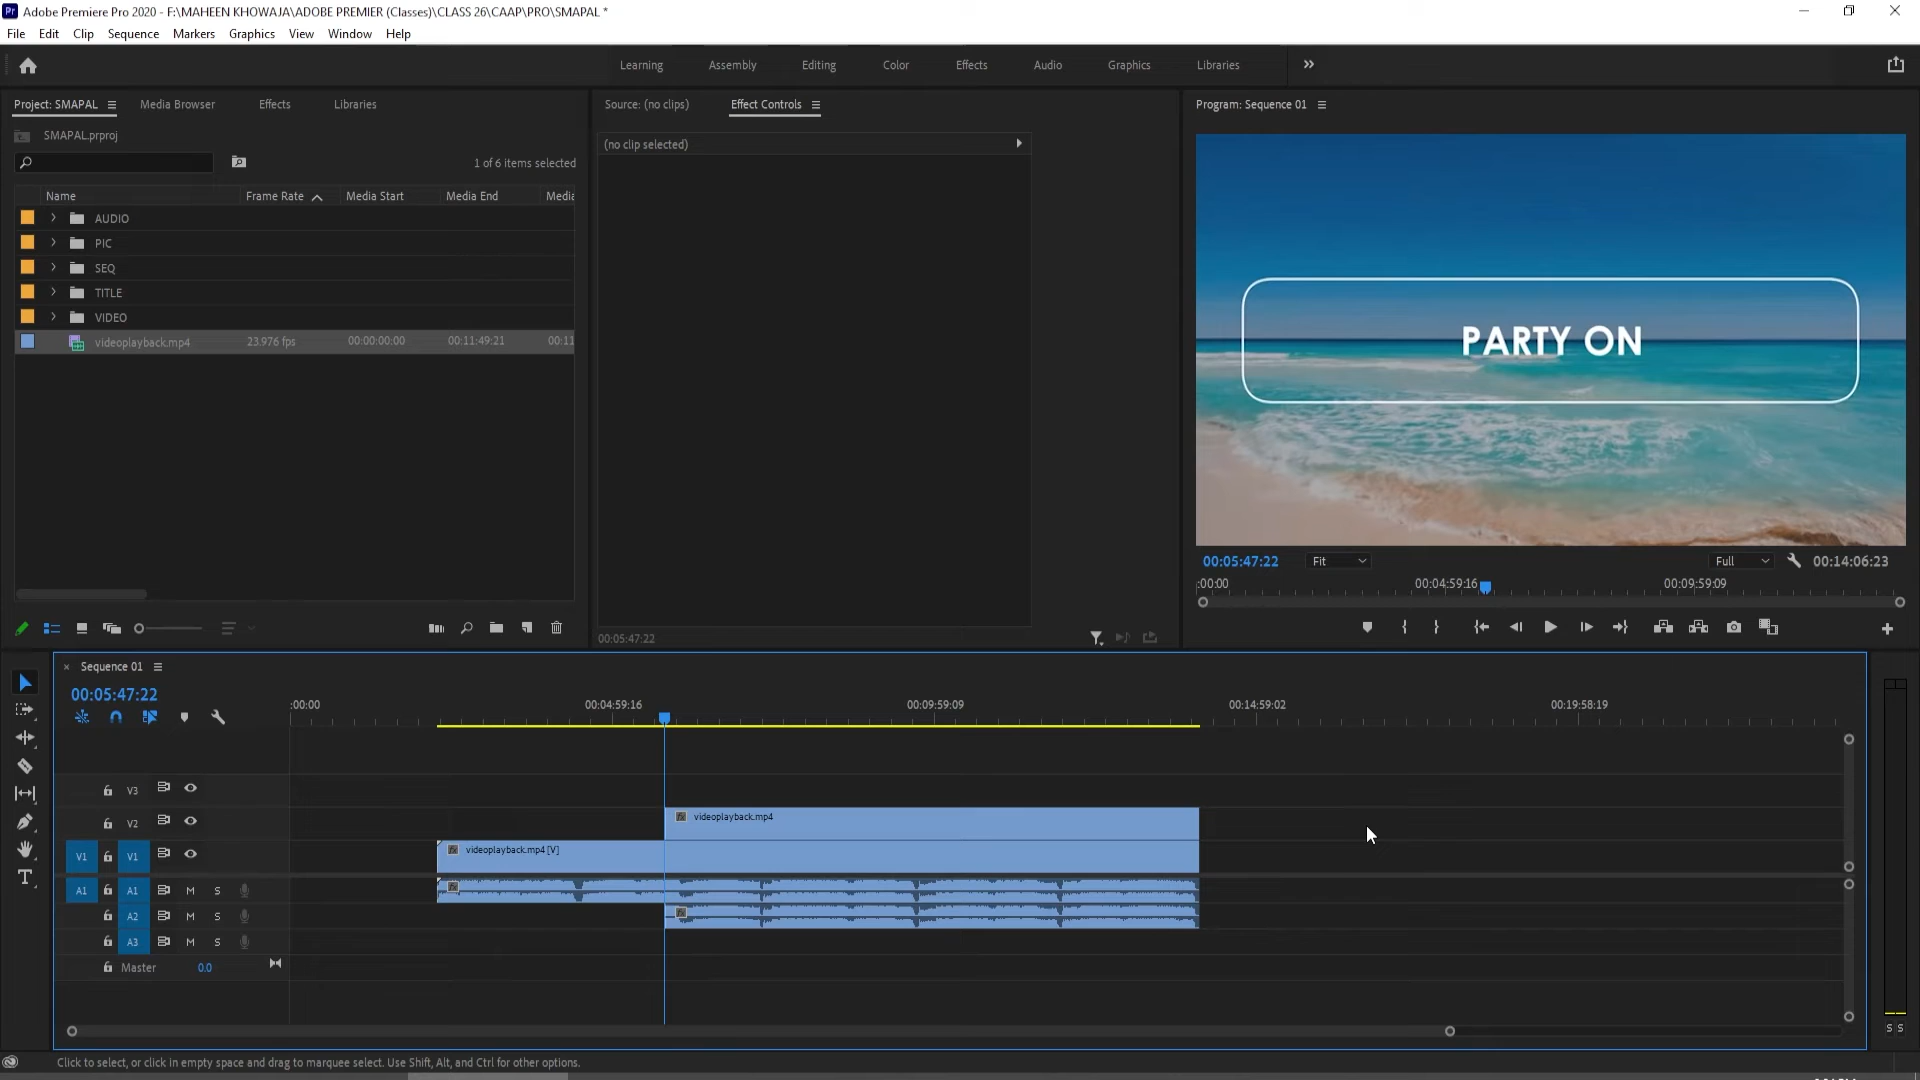 Adobe Premiere Pro 2020 - F:\MAHEEN KHOWAJA\ADOBE PREMIER (Classes)\CLASS 26\CAAP\PRO\SMAPAL *
File Edit Clip Sequence Markers Graphics View Window Help
Learning Assembly Editing Color Effects Audio Graphics Libraries
Project: SMAPAL Media Browser Effects Libraries
Source: (no clips) Effect Controls
Program: Sequence 01
SMAPAL.prproj
(no clip selected)
1 of 6 items selected
Name Frame Rate Media Start Media End Media
AUDIO
PIC
SEQ
TITLE
VIDEO
videoplayback.mp4 23.976 fps 00:00:00:00 00:11:49:21 00:11
PARTY ON
00:05:47:22 Fit Full 00:14:06:23
:00:00 00:04:59:16 00:09:59:09
00:05:47:22
Sequence 01
00:05:47:22
:00:00 00:04:59:16 00:09:59:09 00:14:59:02 00:19:58:19
V3
V2 videoplayback.mp4
V1 V1 videoplayback.mp4 [V]
A1 A1 M S
A2 M S
A3 M S
Master 0.0
S S
Click to select, or click in empty space and drag to marquee select. Use Shift, Alt, and Ctrl for other options.